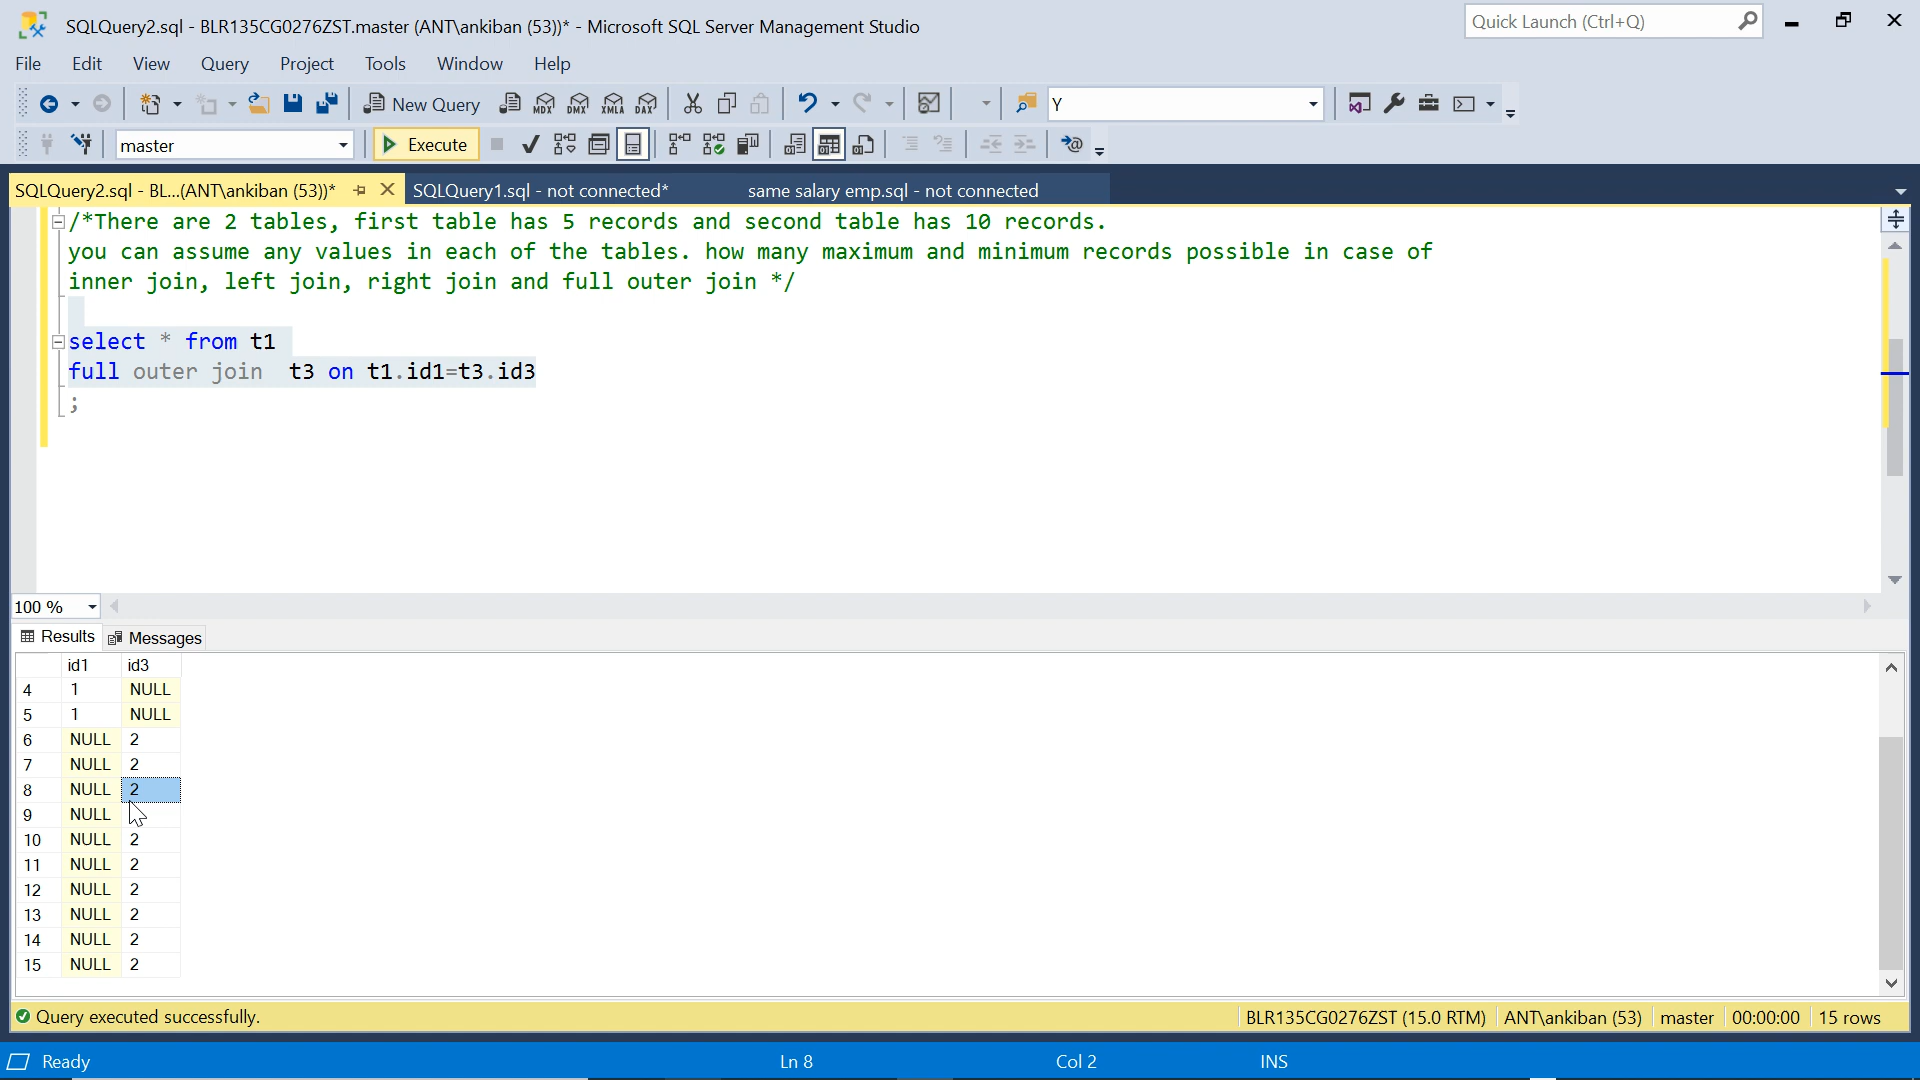 SQLQuery2.sql - BLR135CG0276ZST.master (ANT\ankiban (53))* - Microsoft SQL Server Management Studio
Quick Launch (Ctrl+Q)
File Edit View Query Project Tools Window Help
New Query MDX DMX XMLA DAX Y
master Execute
SQLQuery2.sql - BL...(ANT\ankiban (53))* SQLQuery1.sql - not connected* same salary emp.sql - not connected
/*There are 2 tables, first table has 5 records and second table has 10 records.
you can assume any values in each of the tables. how many maximum and minimum records possible in case of
inner join, left join, right join and full outer join */
select * from t1
full outer join t3 on t1.id1=t3.id3
;
100 %
Results Messages
id1 id3
4 1 NULL
5 1 NULL
6 NULL 2
7 NULL 2
8 NULL 2
9 NULL
10 NULL 2
11 NULL 2
12 NULL 2
13 NULL 2
14 NULL 2
15 NULL 2
Query executed successfully. BLR135CG0276ZST (15.0 RTM) ANT\ankiban (53) master 00:00:00 15 rows
Ready Ln 8 Col 2 INS